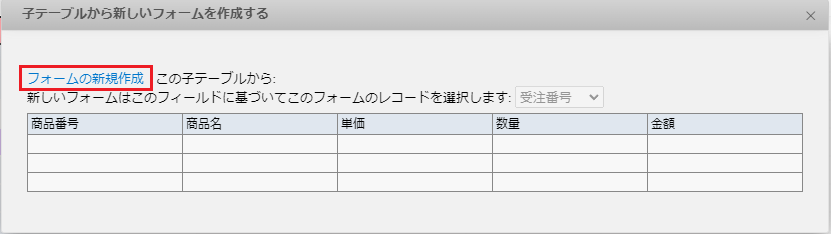 子テーブルから新しいフォームを作成する
フォームの新規作成 この子テーブルから:
新しいフォームはこのフィールドに基づいてこのフォームのレコードを選択します: 受注番号
商品番号 商品名 単価 数量 金額